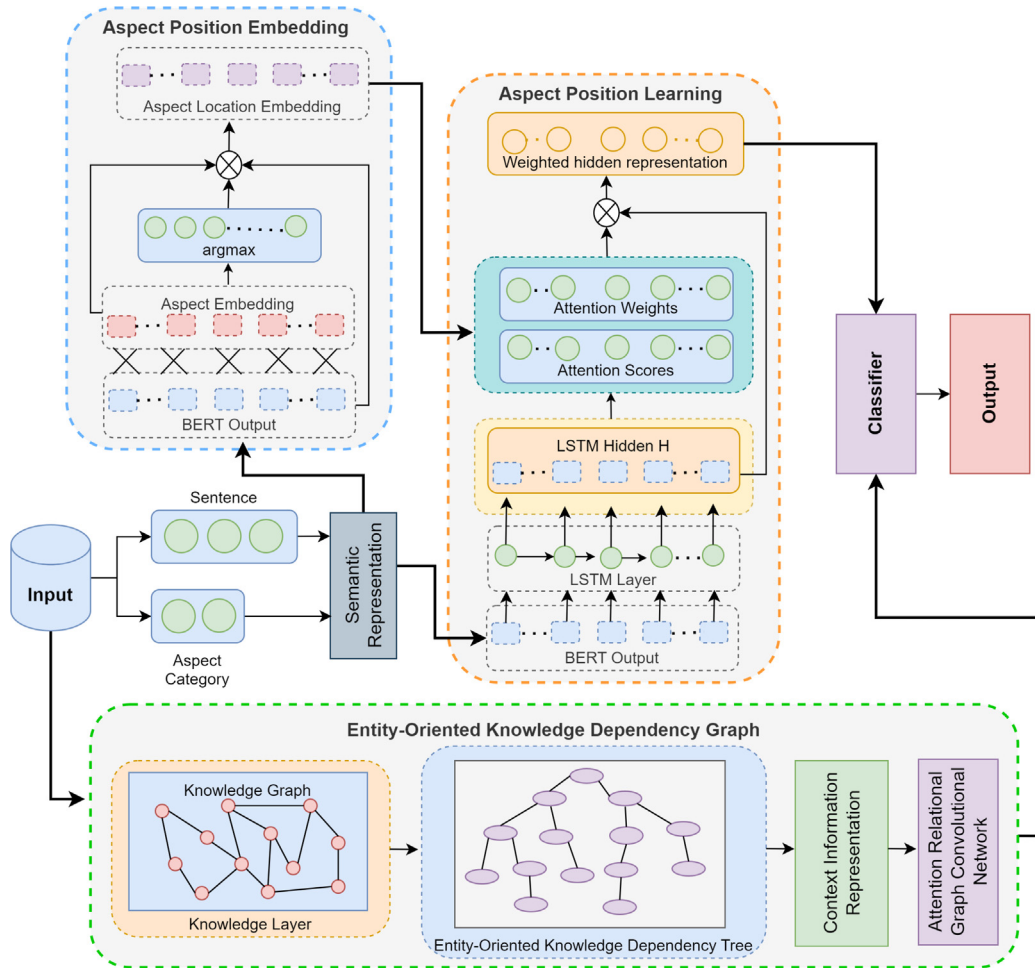 Aspect Position Embedding
Aspect Location Embedding
argmax
Aspect Embedding
BERT Output
Aspect Position Learning
Weighted hidden representation
Attention Weights
Attention Scores
LSTM Hidden H
LSTM Layer
BERT Output
Classifier
Output
Input
Sentence
Aspect
Category
Semantic
Representation
Entity-Oriented Knowledge Dependency Graph
Knowledge Graph
Knowledge Layer
Entity-Oriented Knowledge Dependency Tree
Context Information
Representation
Attention Relational
Graph Convolutional
Network